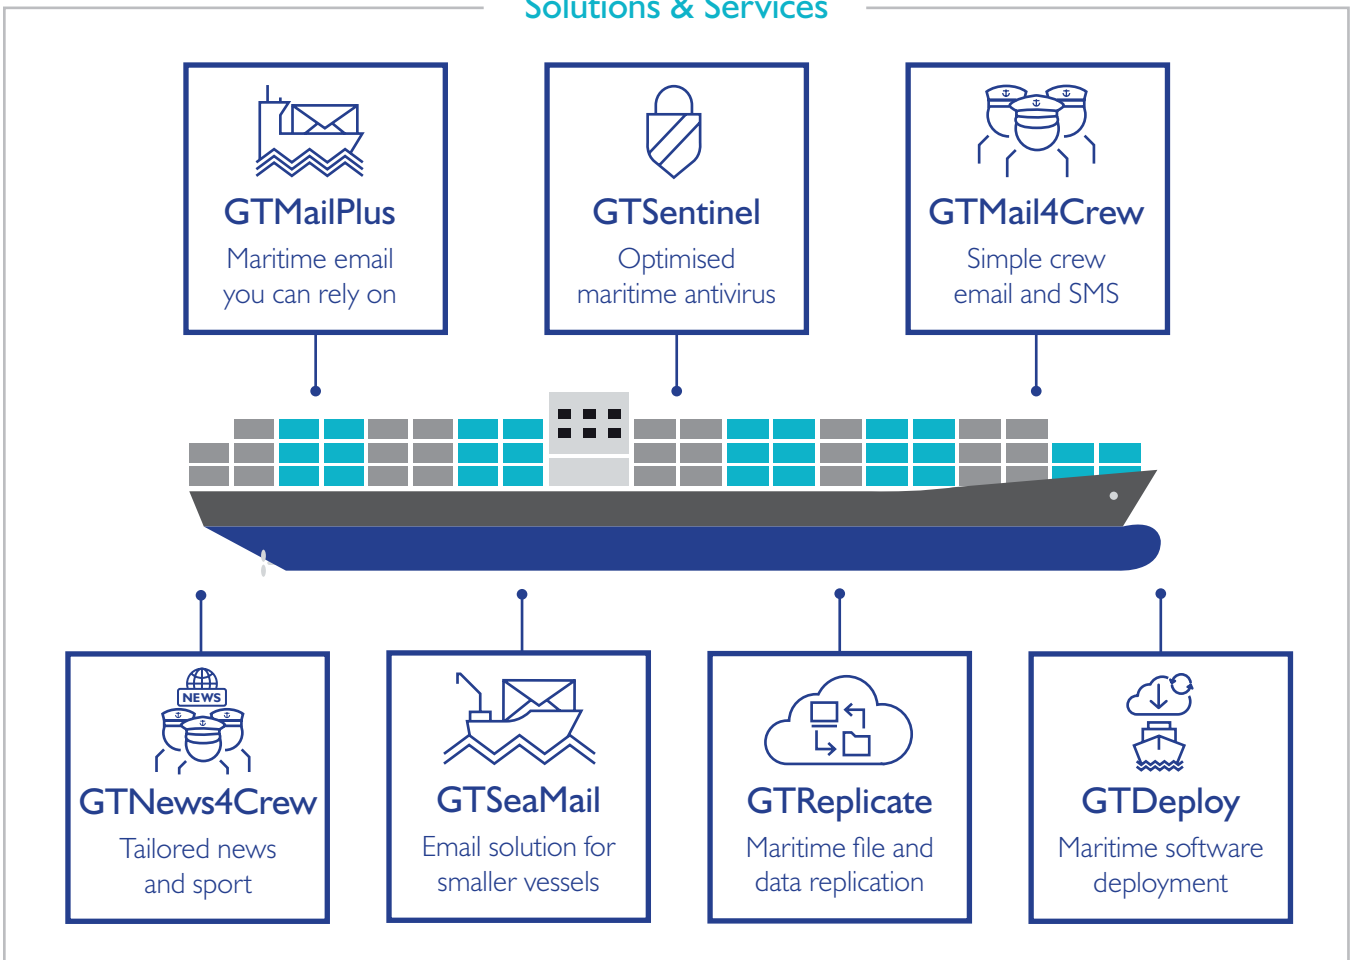 Solutions & Services
GTMailPlus
Maritime email
you can rely on
GTSentinel
Optimised
maritime antivirus
GTMail4Crew
Simple crew
email and SMS
NEWS
GTNews4Crew
Tailored news
and sport
GTSeaMail
Email solution for
smaller vessels
GTReplicate
Maritime file and
data replication
GTDeploy
Maritime software
deployment